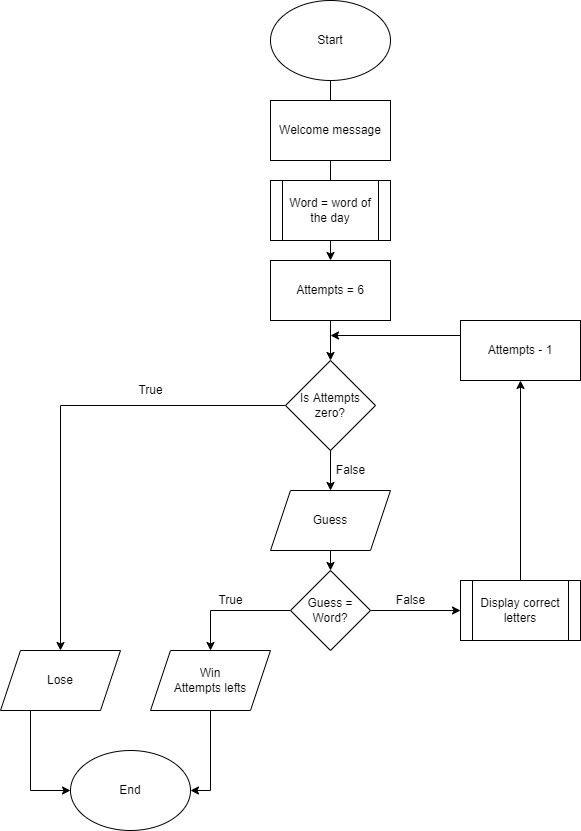 Start
Welcome message
Word = word of
the day
Attempts = 6
Attempts - 1
Is Attempts
zero?
True
False
Guess
Guess =
Word?
True
False
Display correct
letters
Lose
Win
Attempts lefts
End